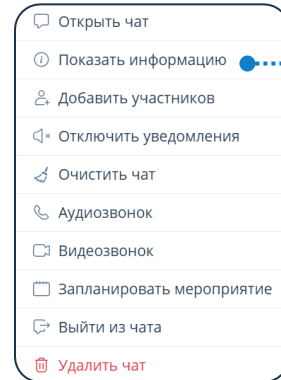 Открыть чат
Показать информацию
Добавить участников
Отключить уведомления
Очистить чат
Аудиозвонок
Видеозвонок
Запланировать мероприятие
Выйти из чата
Удалить чат